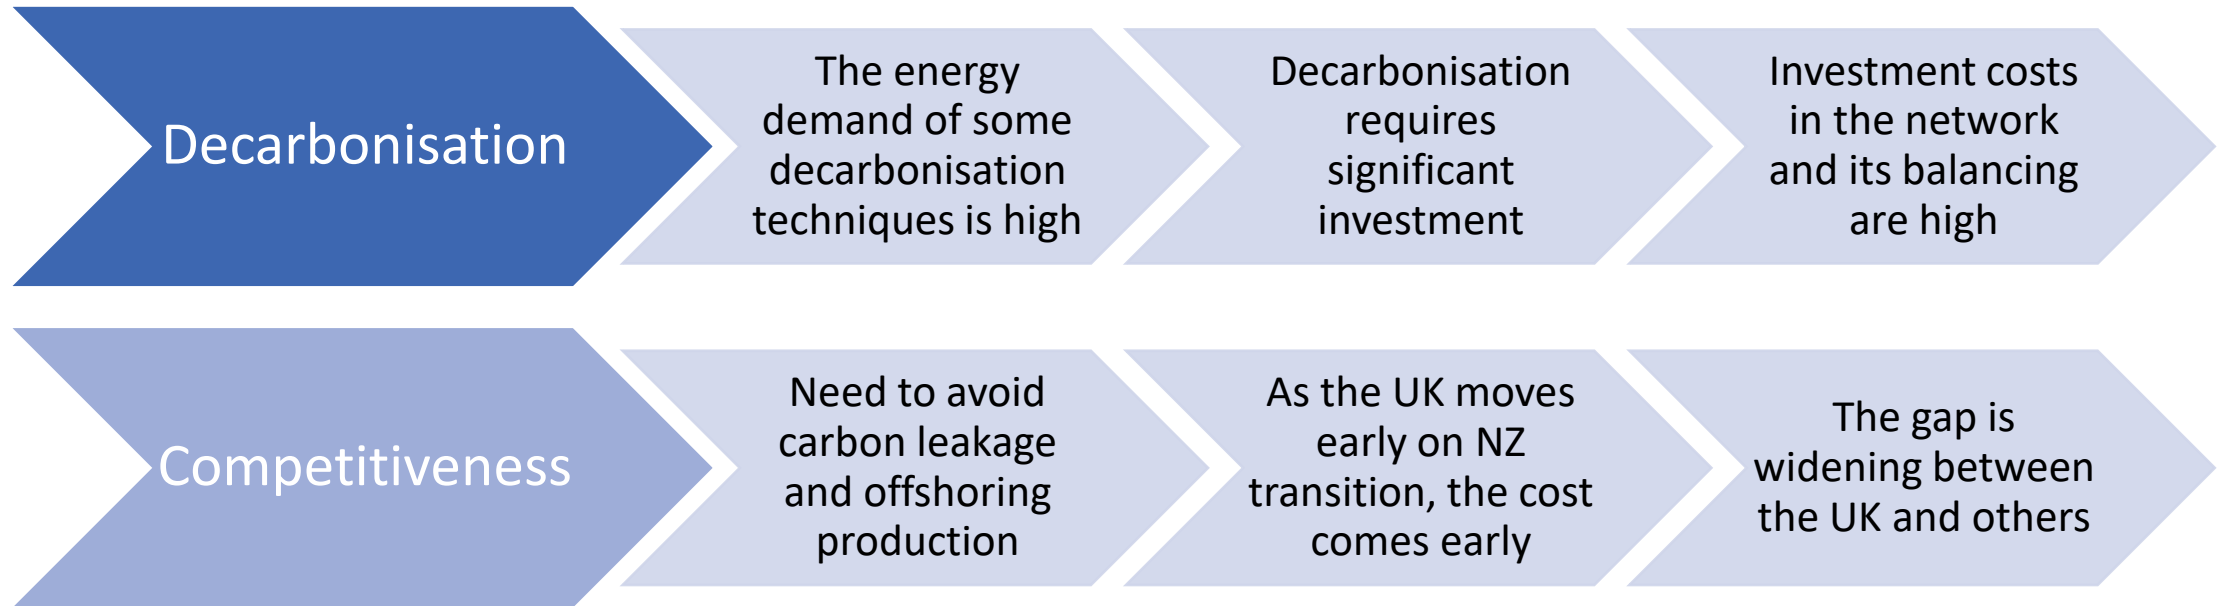 Decarbonisation
The energy
demand of some
decarbonisation
techniques is high
Decarbonisation
requires
significant
investment
Investment costs
in the network
and its balancing
are high
Competitiveness
Need to avoid
carbon leakage
and offshoring
production
As the UK moves
early on NZ
transition, the cost
comes early
The gap is
widening between
the UK and others